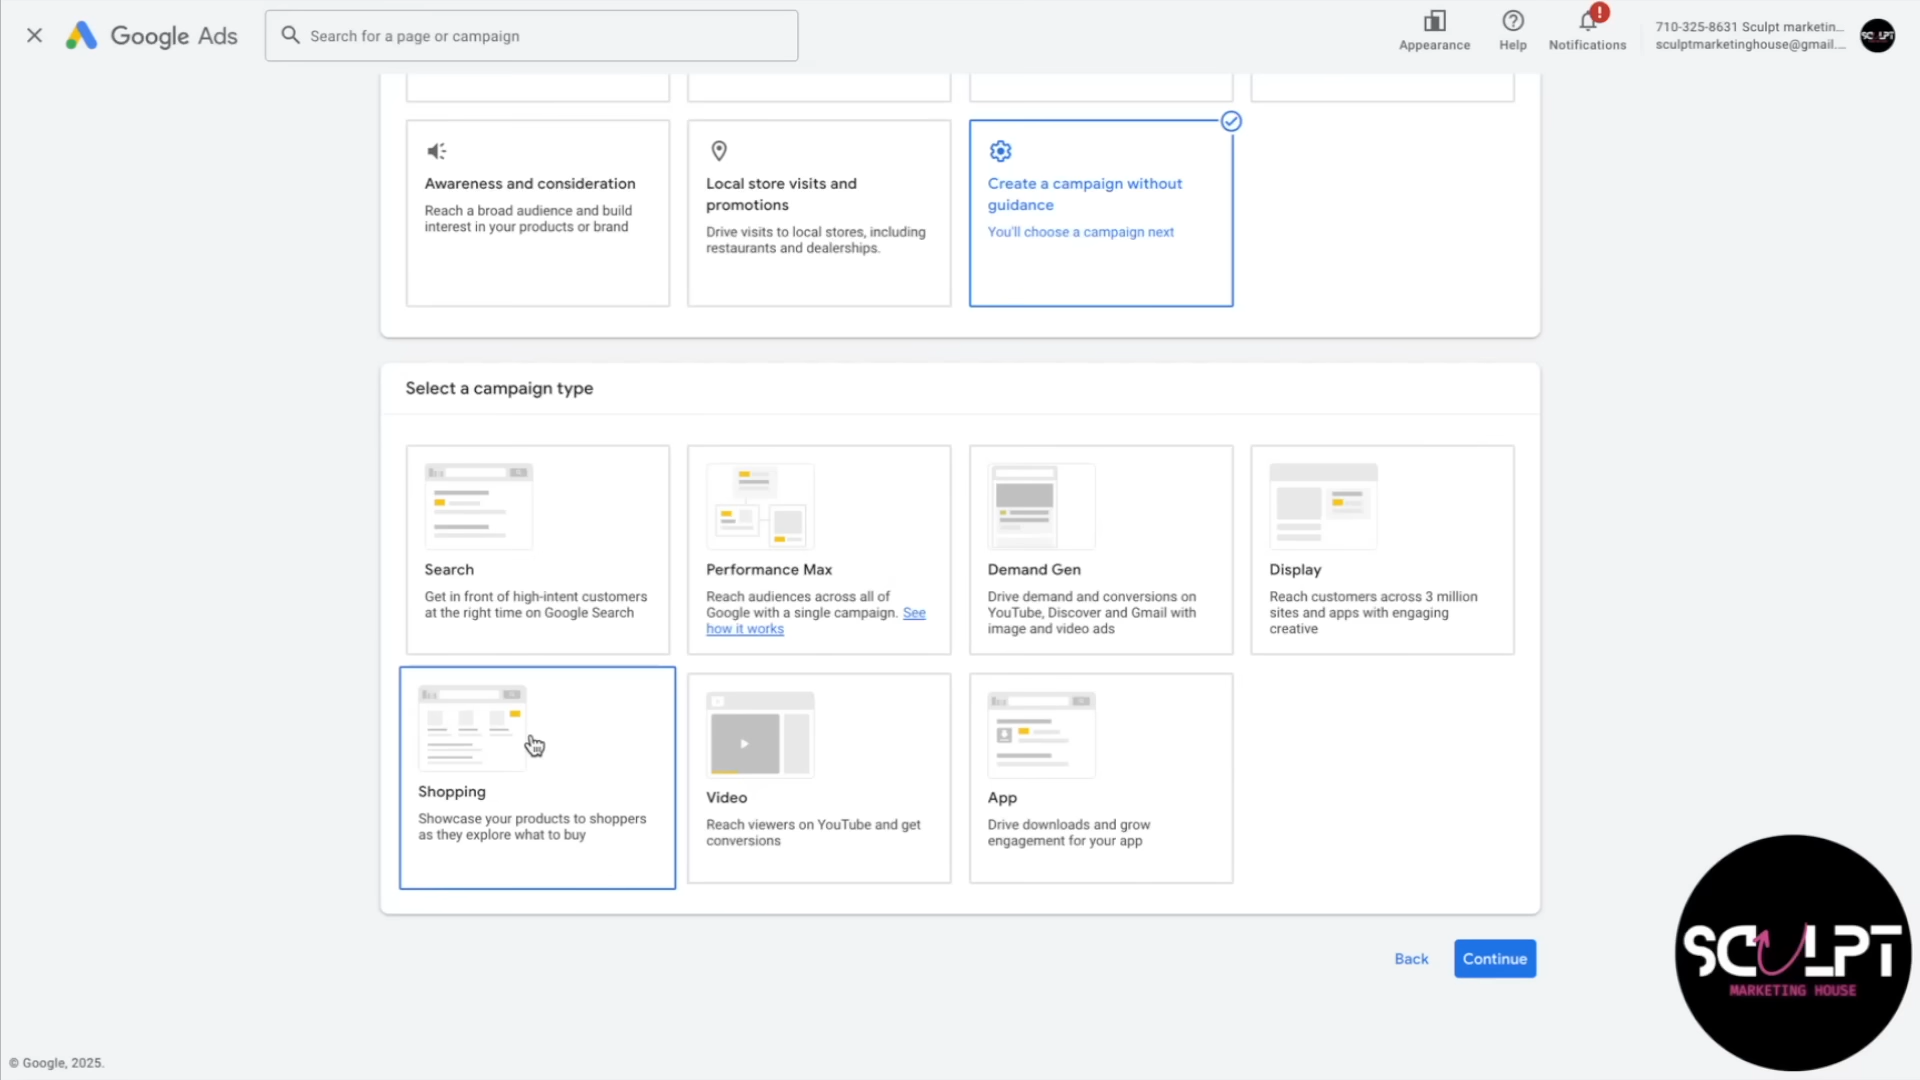 Google Ads
Search for a page or campaign
Appearance
Help
Notifications
710-325-8631 Sculpt marketin...
sculptmarketinghouse@gmail....
SCULPT
Awareness and consideration
Reach a broad audience and build
interest in your products or brand
Local store visits and
promotions
Drive visits to local stores, including
restaurants and dealerships.
Create a campaign without
guidance
You'll choose a campaign next
Select a campaign type
Search
Get in front of high-intent customers
at the right time on Google Search
Performance Max
Reach audiences across all of
Google with a single campaign. See
how it works
Demand Gen
Drive demand and conversions on
YouTube, Discover and Gmail with
image and video ads
Display
Reach customers across 3 million
sites and apps with engaging
creative
Shopping
Showcase your products to shoppers
as they explore what to buy
Video
Reach viewers on YouTube and get
conversions
App
Drive downloads and grow
engagement for your app
Back
Continue
SCULPT
MARKETING HOUSE
© Google, 2025.